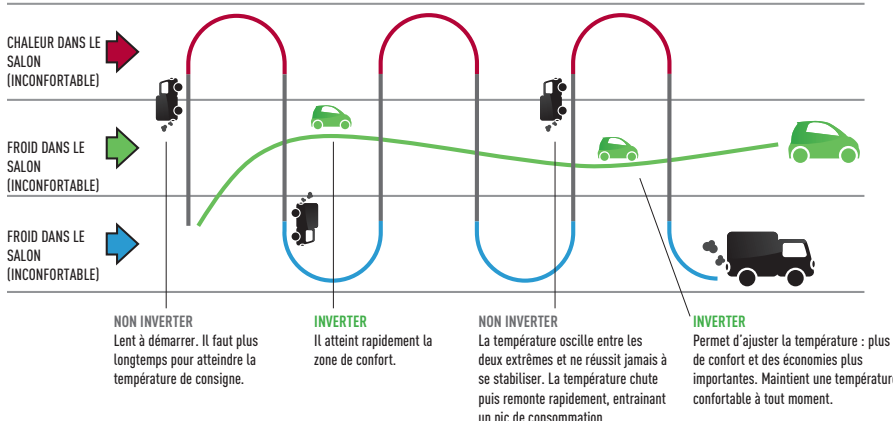 CHALEUR DANS LE
SALON
(INCONFORTABLE)
FROID DANS LE
SALON
(INCONFORTABLE)
FROID DANS LE
SALON
(INCONFORTABLE)
NON INVERTER
Lent à démarrer. Il faut plus
longtemps pour atteindre la
température de consigne.
INVERTER
Il atteint rapidement la
zone de confort.
NON INVERTER
La température oscille entre les
deux extrêmes et ne réussit jamais à
se stabiliser. La température chute
puis remonte rapidement, entrainant
un pic de consommation
INVERTER
Permet d'ajuster la température : plus
de confort et des économies plus
importantes. Maintient une température
confortable à tout moment.